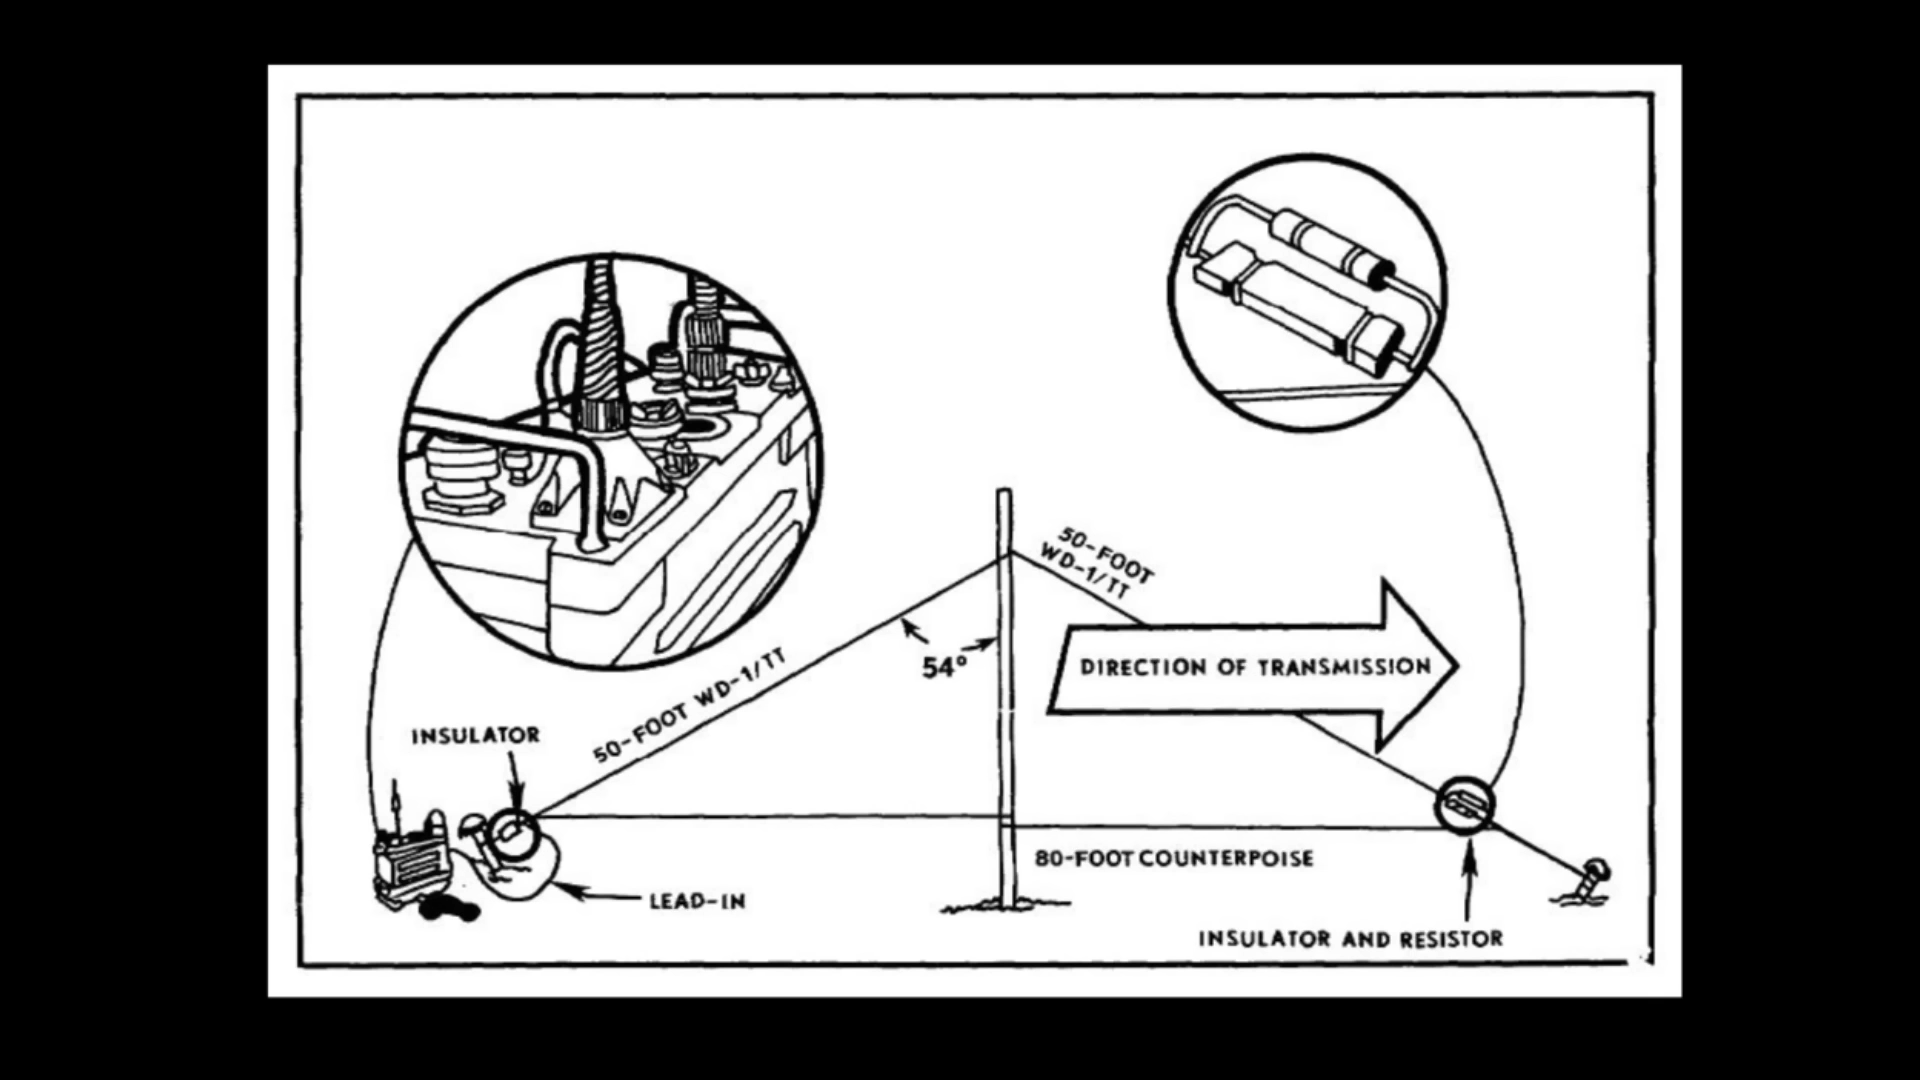 50-FOOT
WD-1/TT
DIRECTION OF TRANSMISSION
54°
50-FOOT WD-1/TT
INSULATOR
80-FOOT COUNTERPOISE
LEAD-IN
INSULATOR AND RESISTOR